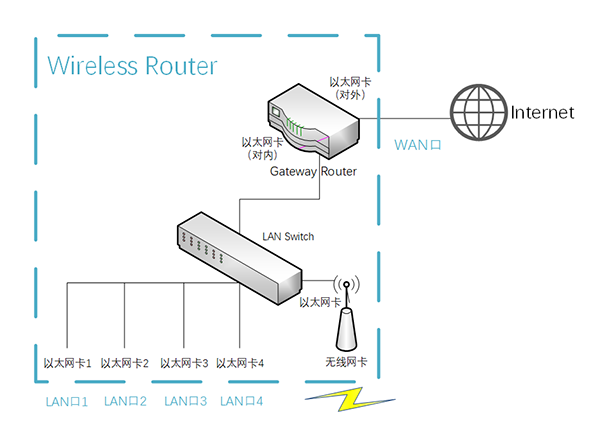 Wireless Router
以太网卡
（对外）
Internet
以太网卡
（对内）
WAN口
Gateway Router
LAN Switch
以太网卡
以太网卡1
以太网卡2
以太网卡3
以太网卡4
无线网卡
LAN口1
LAN口2
LAN口3
LAN口4